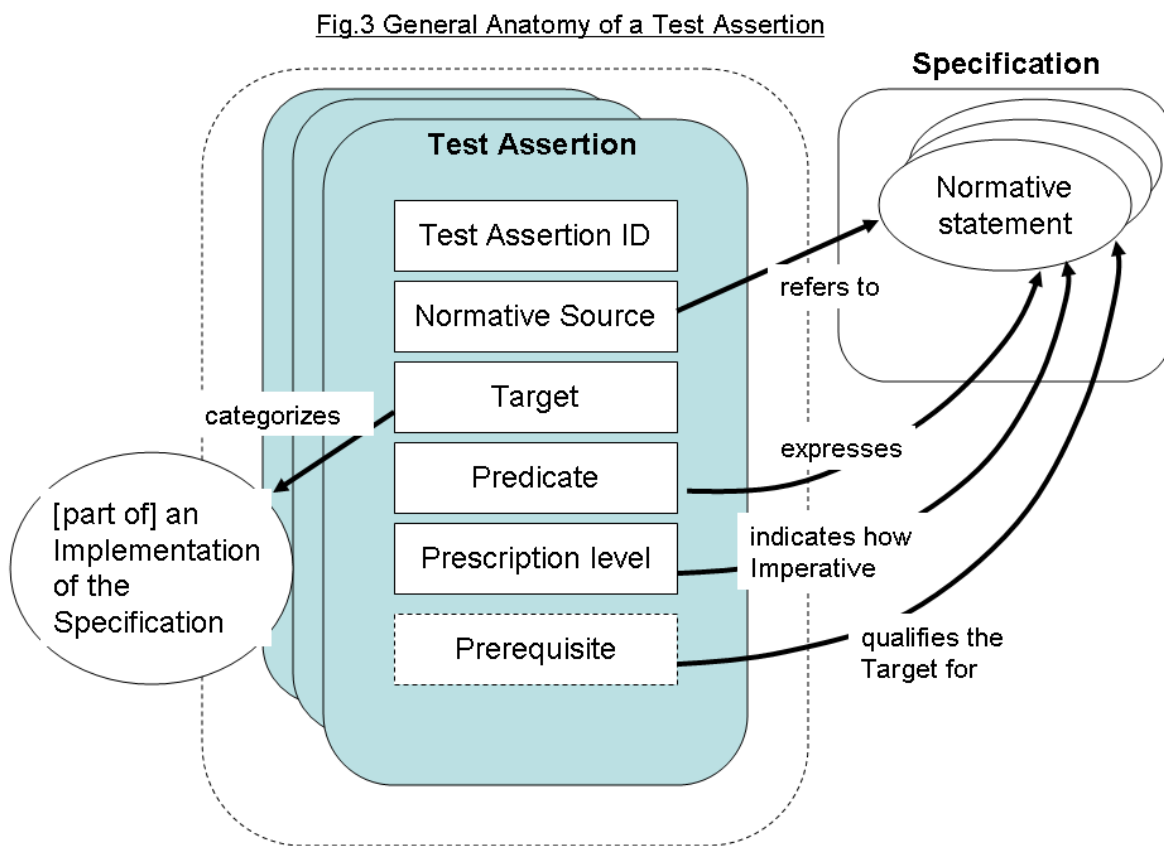 Fig.3 General Anatomy of a Test Assertion
Specification
Test Assertion
Normative
statement
Test Assertion ID
refers to
Normative Source
Target
categorizes
expresses
Predicate
[part of] an
Implementation
of the
Specification
indicates how
Imperative
Prescription level
Prerequisite
qualifies the
Target for